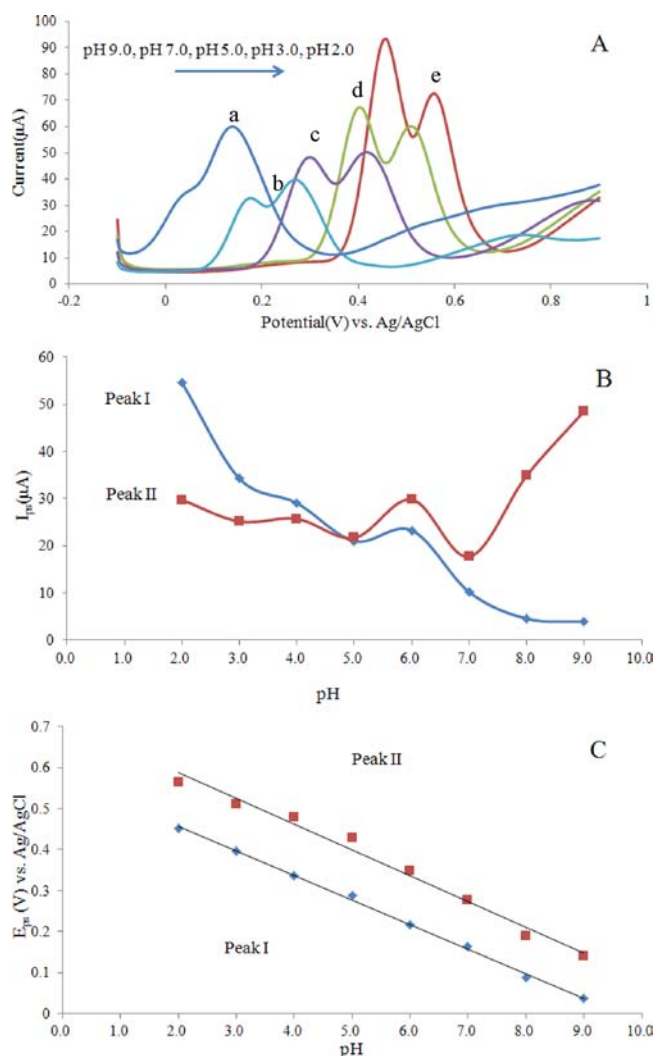 100
A
90
pH 9.0, pH 7.0, pH 5.0, pH 3.0, pH 2.0
80
e
d
70
a
60
c
50
b
40
30
20
10
0
Current(µA)
-0.2 0 0.2 0.4 0.6 0.8 1
Potential(V) vs. Ag/AgCl
60
B
Peak I
50
40
Peak II
30
20
10
0
I_ps(µA)
0.0 1.0 2.0 3.0 4.0 5.0 6.0 7.0 8.0 9.0 10.0
pH
0.7
C
Peak II
0.6
0.5
0.4
0.3
0.2
Peak I
0.1
0
E_ps (V) vs. Ag/AgCl
0.0 1.0 2.0 3.0 4.0 5.0 6.0 7.0 8.0 9.0 10.0
pH